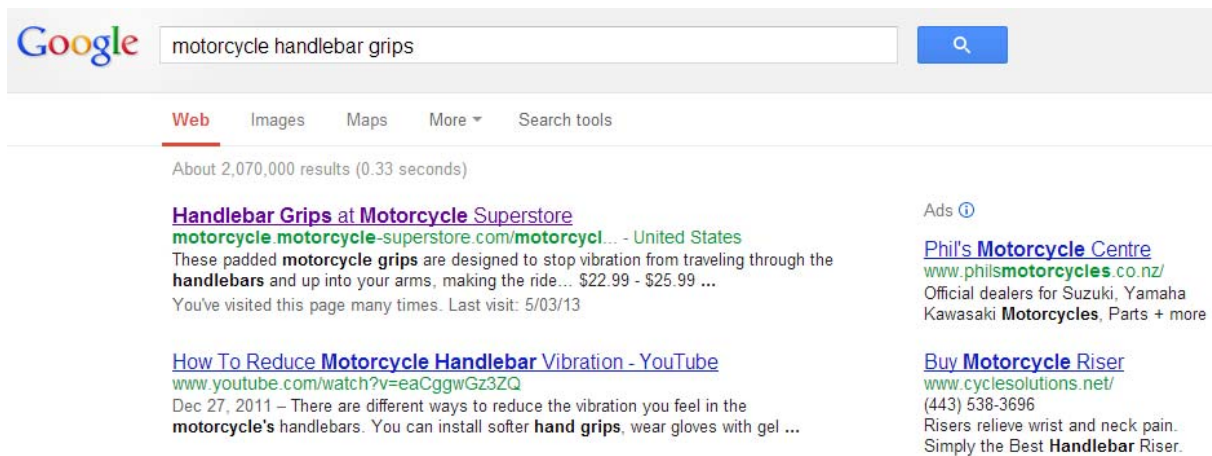 Google
motorcycle handlebar grips
Web Images Maps More Search tools
About 2,070,000 results (0.33 seconds)
Handlebar Grips at Motorcycle Superstore
motorcycle.motorcycle-superstore.com/motorcycl... - United States
These padded motorcycle grips are designed to stop vibration from traveling through the
handlebars and up into your arms, making the ride... $22.99 - $25.99 ...
You've visited this page many times. Last visit: 5/03/13
How To Reduce Motorcycle Handlebar Vibration - YouTube
www.youtube.com/watch?v=eaCggwGz3ZQ
Dec 27, 2011 – There are different ways to reduce the vibration you feel in the
motorcycle's handlebars. You can install softer hand grips, wear gloves with gel ...
Ads
Phil's Motorcycle Centre
www.philsmotorcycles.co.nz/
Official dealers for Suzuki, Yamaha
Kawasaki Motorcycles, Parts + more
Buy Motorcycle Riser
www.cyclesolutions.net/
(443) 538-3696
Risers relieve wrist and neck pain.
Simply the Best Handlebar Riser.